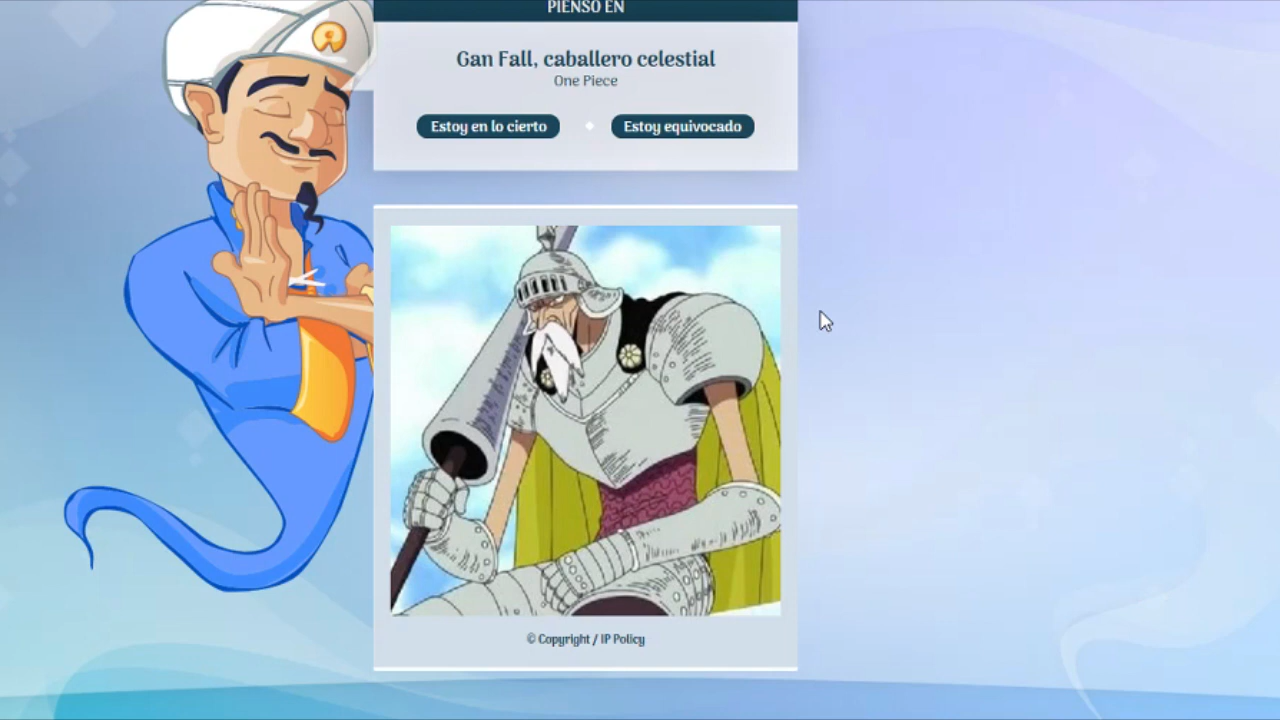 PIENSO EN
Gan Fall, caballero celestial
One Piece
Estoy en lo cierto
Estoy equivocado
© Copyright / IP Policy